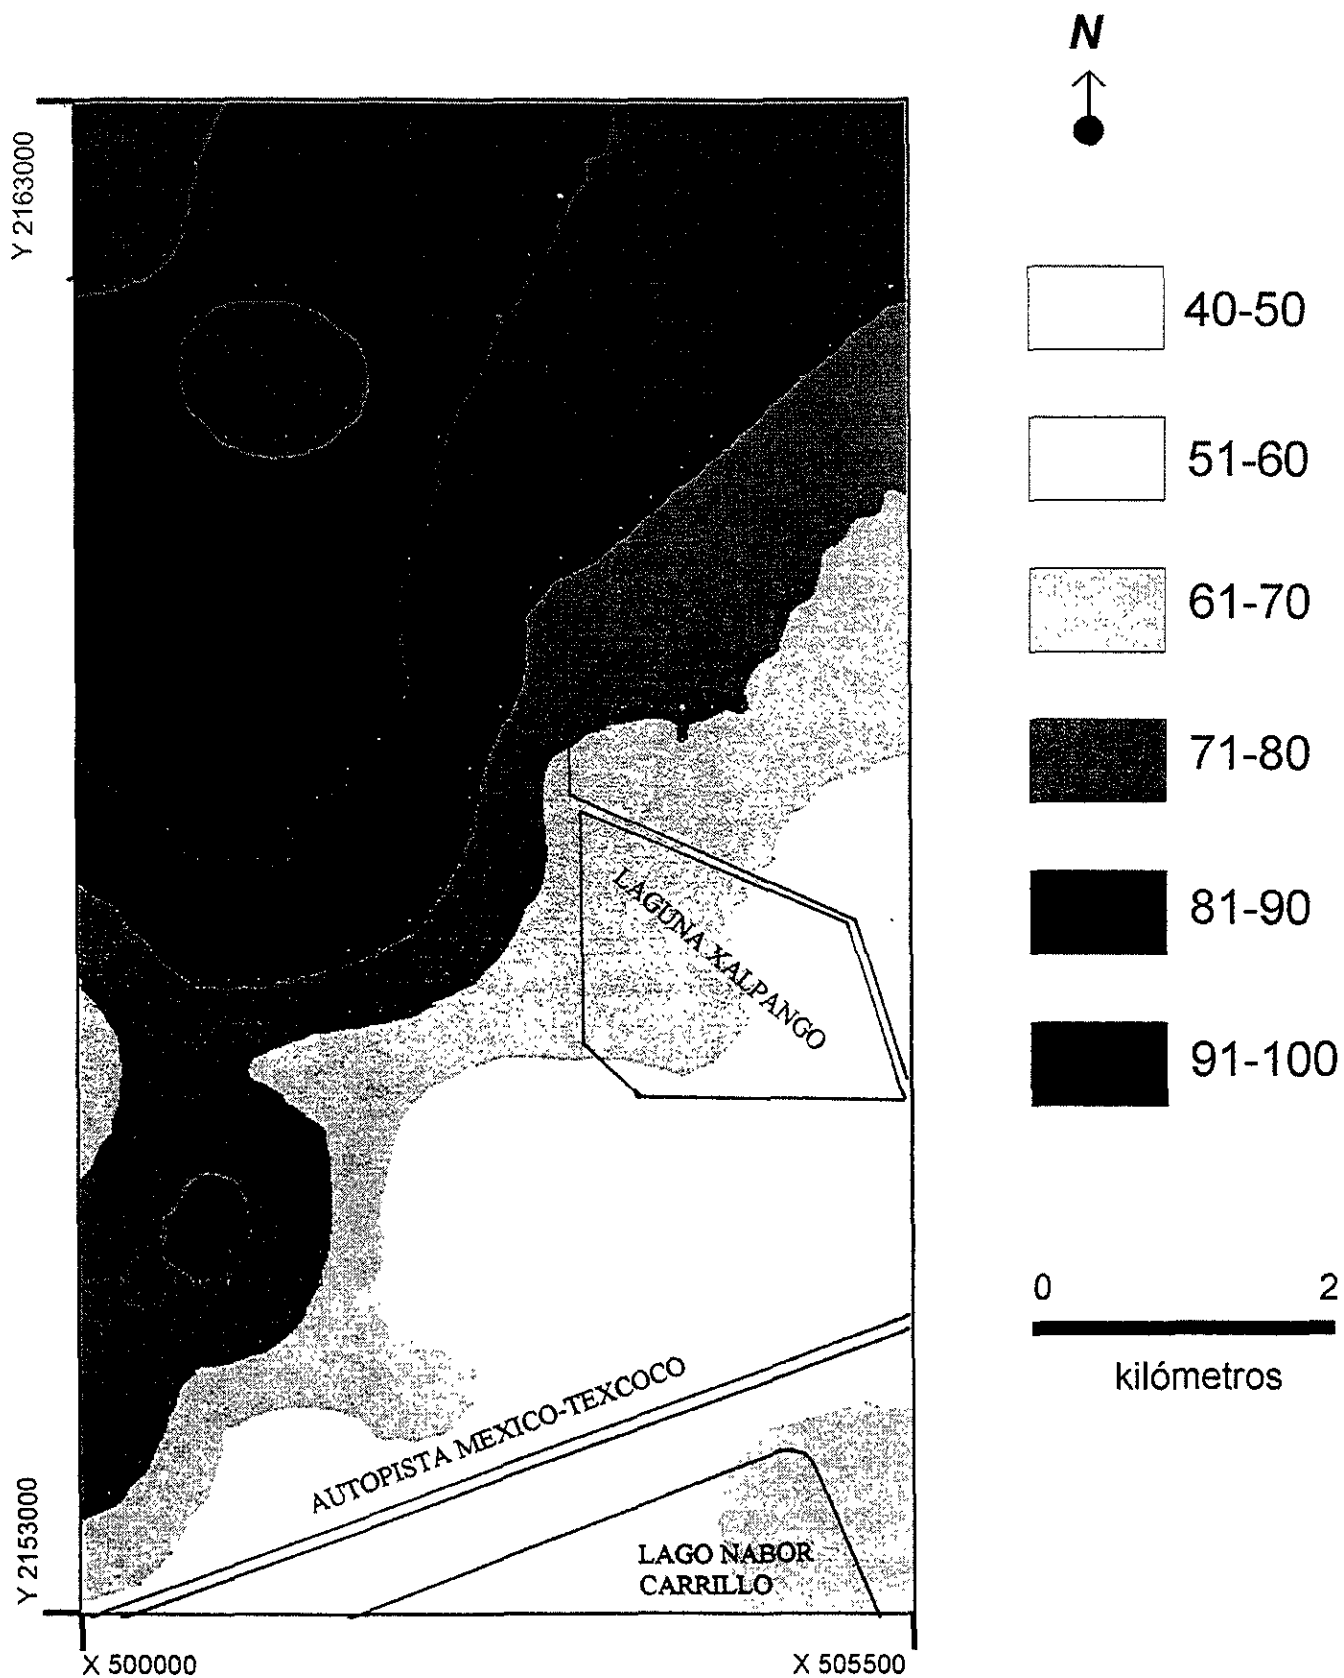 N
Y 2163000
40-50
51-60
61-70
71-80
81-90
91-100
LAGUNA XALPANGO
0 2
kilómetros
AUTOPISTA MEXICO-TEXCOCO
LAGO NABOR
CARRILLO
Y 2153000
X 500000
X 505500